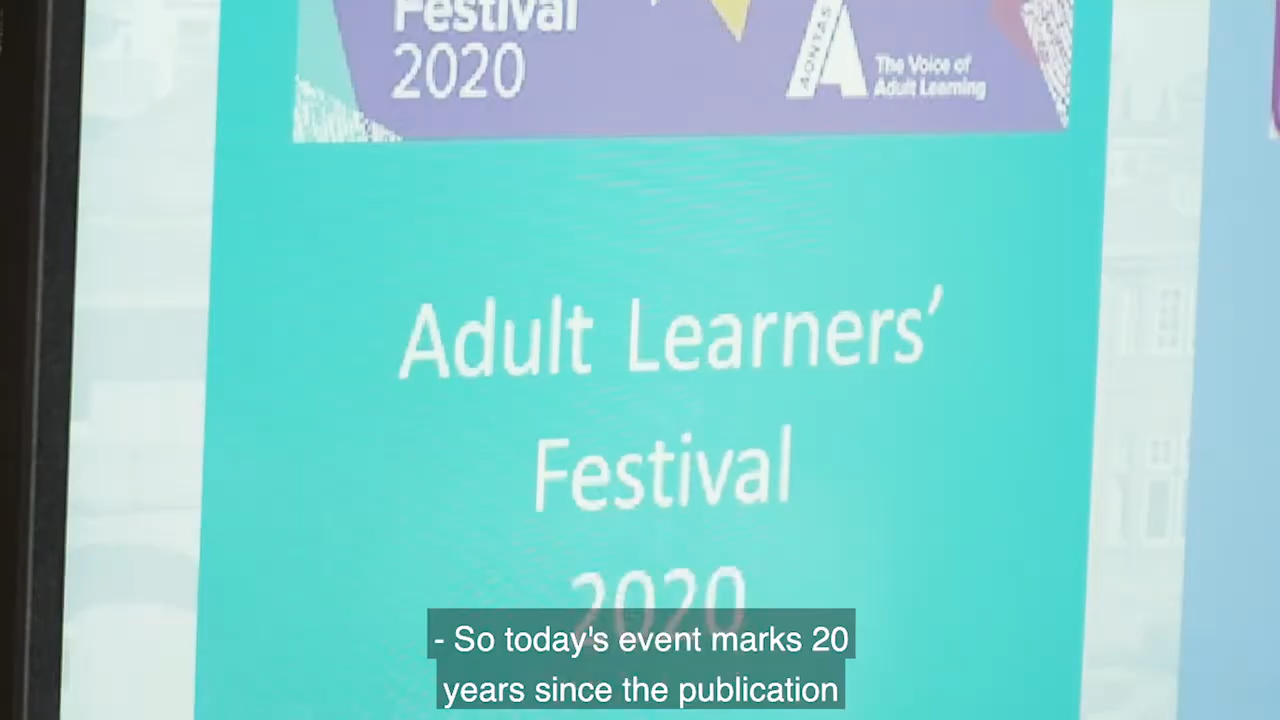 Festival
2020
AONTAS
The Voice of
Adult Learning
Adult Learners'
Festival
2020
- So today's event marks 20
years since the publication